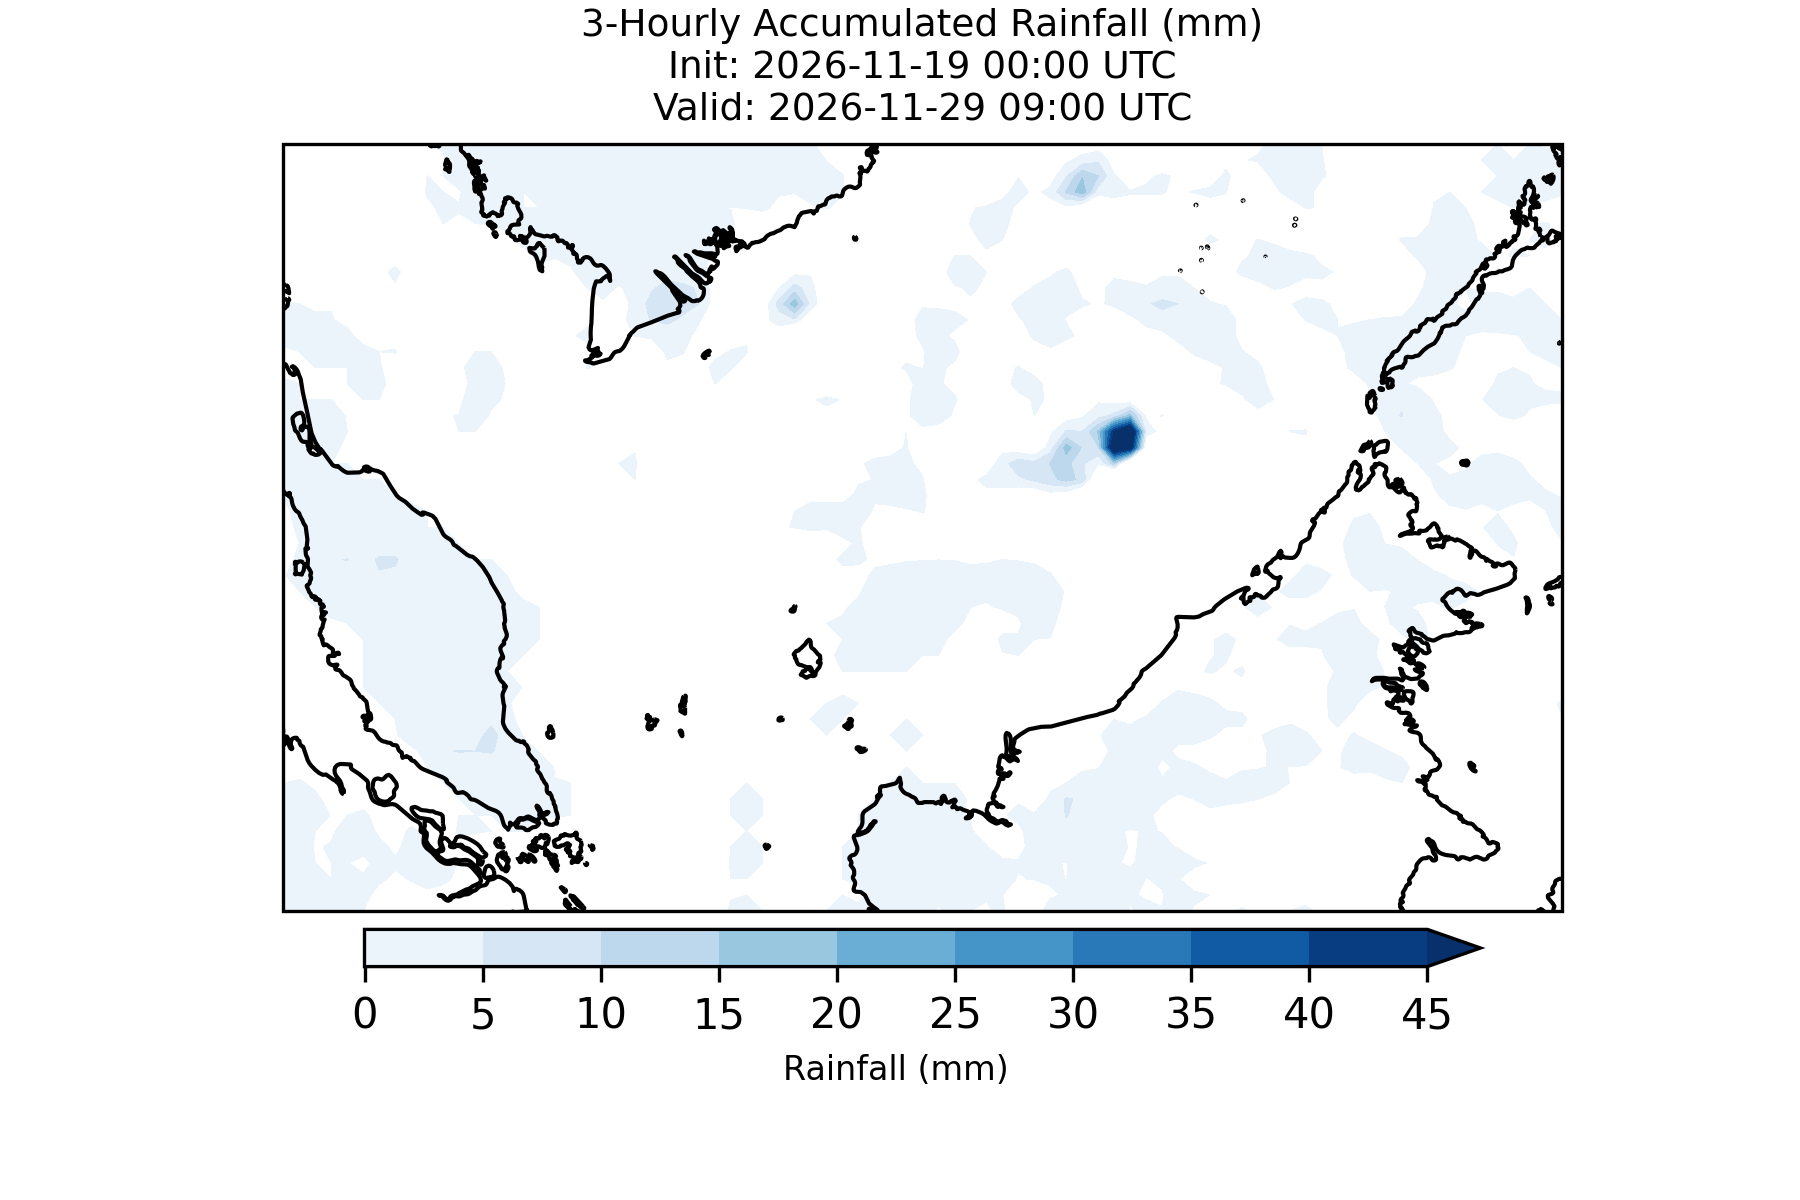 3-Hourly Accumulated Rainfall (mm)
Init: 2026-11-19 00:00 UTC
Valid: 2026-11-29 09:00 UTC
0 5 10 15 20 25 30 35 40 45
Rainfall (mm)